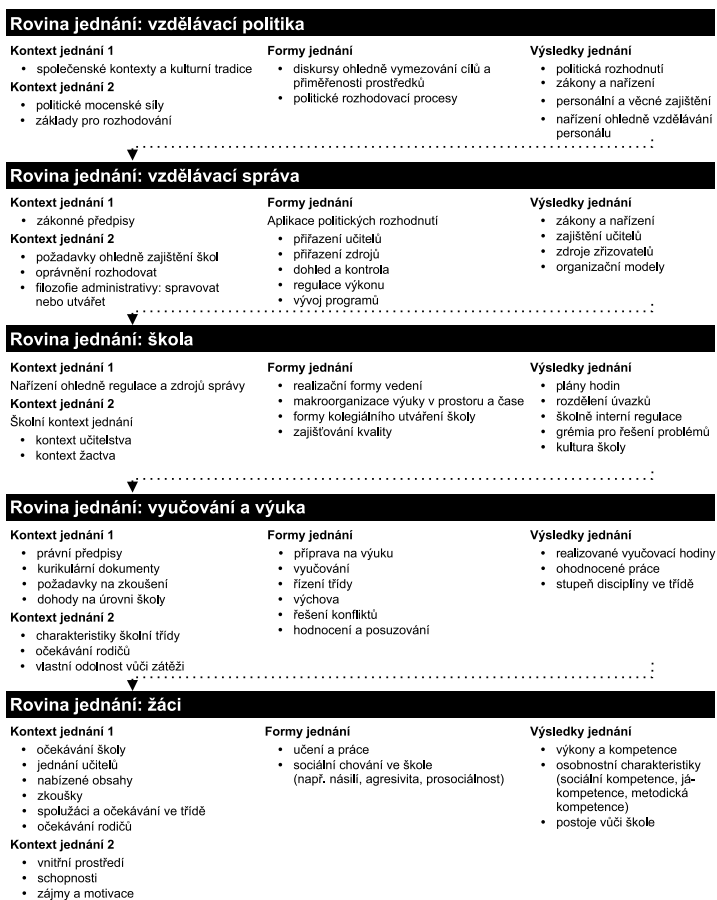 Rovina jednání: vzdělávací politika
Kontext jednání 1
• společenské kontexty a kulturní tradice
Kontext jednání 2
• politické mocenské síly
• základy pro rozhodování
Formy jednání
• diskursy ohledně vymezování cílů a
přiměřenosti prostředků
• politické rozhodovací procesy
Výsledky jednání
• politická rozhodnutí
• zákony a nařízení
• personální a věcné zajištění
• nařízení ohledně vzdělávání
personálu
Rovina jednání: vzdělávací správa
Kontext jednání 1
• zákonné předpisy
Kontext jednání 2
• požadavky ohledně zajištění škol
• oprávnění rozhodovat
• filozofie administrativy: spravovat
nebo utvářet
Formy jednání
Aplikace politických rozhodnutí
• přiřazení učitelů
• přiřazení zdrojů
• dohled a kontrola
• regulace výkonu
• vývoj programů
Výsledky jednání
• zákony a nařízení
• zajištění učitelů
• zdroje zřizovatelů
• organizační modely
Rovina jednání: škola
Kontext jednání 1
Nařízení ohledně regulace a zdrojů správy
Kontext jednání 2
Školní kontext jednání
• kontext učitelstva
• kontext žactva
Formy jednání
• realizační formy vedení
• makroorganizace výuky v prostoru a čase
• formy kolegiálního utváření školy
• zajišťování kvality
Výsledky jednání
• plány hodin
• rozdělení úvazků
• školně interní regulace
• grémia pro řešení problémů
• kultura školy
Rovina jednání: vyučování a výuka
Kontext jednání 1
• právní předpisy
• kurikulární dokumenty
• požadavky na zkoušení
• dohody na úrovni školy
Kontext jednání 2
• charakteristiky školní třídy
• očekávání rodičů
• vlastní odolnost vůči zátěži
Formy jednání
• příprava na výuku
• vyučování
• řízení třídy
• výchova
• řešení konfliktů
• hodnocení a posuzování
Výsledky jednání
• realizované vyučovací hodiny
• ohodnocené práce
• stupeň disciplíny ve třídě
Rovina jednání: žáci
Kontext jednání 1
• očekávání školy
• jednání učitelů
• nabízené obsahy
• zkoušky
• spolužáci a očekávání ve třídě
• očekávání rodičů
Kontext jednání 2
• vnitřní prostředí
• schopnosti
• zájmy a motivace
Formy jednání
• učení a práce
• sociální chování ve škole
(např. násilí, agresivita, prosociálnost)
Výsledky jednání
• výkony a kompetence
• osobnostní charakteristiky
(sociální kompetence, já-
kompetence, metodická
kompetence)
• postoje vůči škole